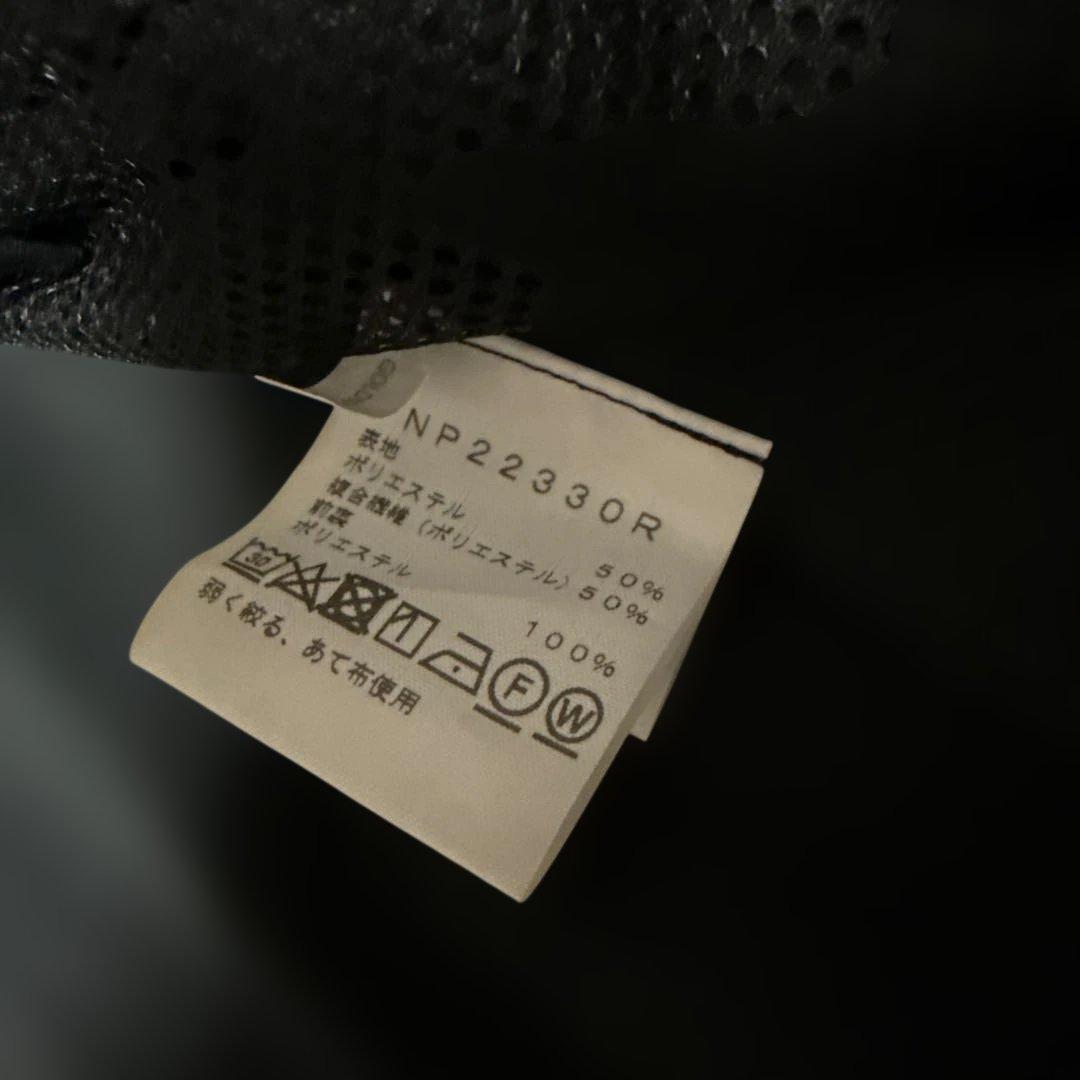 GOLD
NP22330R
表地
ポリエステル 50%
複合繊維（ポリエステル） 50%
前裏
ポリエステル 100%
30 F W
弱く絞る、あて布使用